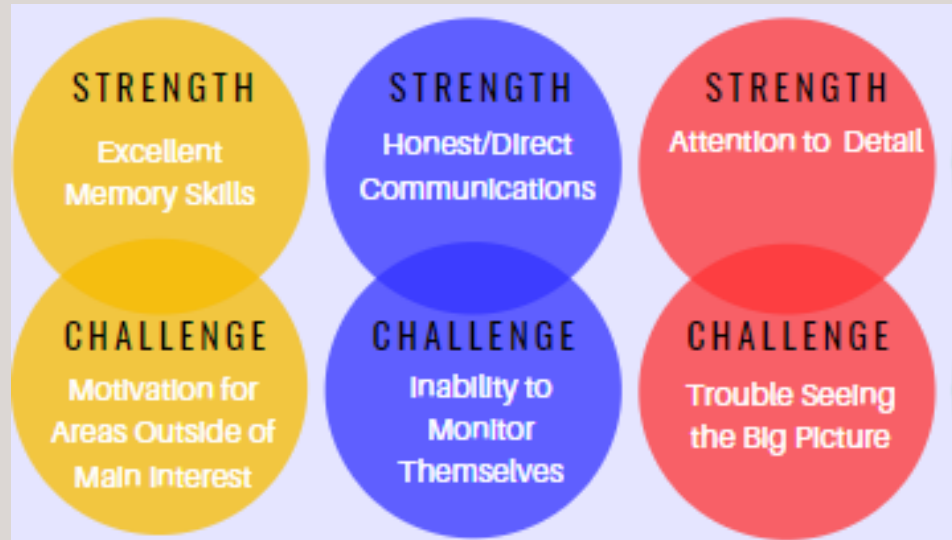 STRENGTH
Excellent
Memory Skills
CHALLENGE
Motivation for
Areas Outside of
Main Interest
STRENGTH
Honest/Direct
Communications
CHALLENGE
Inability to
Monitor
Themselves
STRENGTH
Attention to Detail
CHALLENGE
Trouble Seeing
the Big Picture